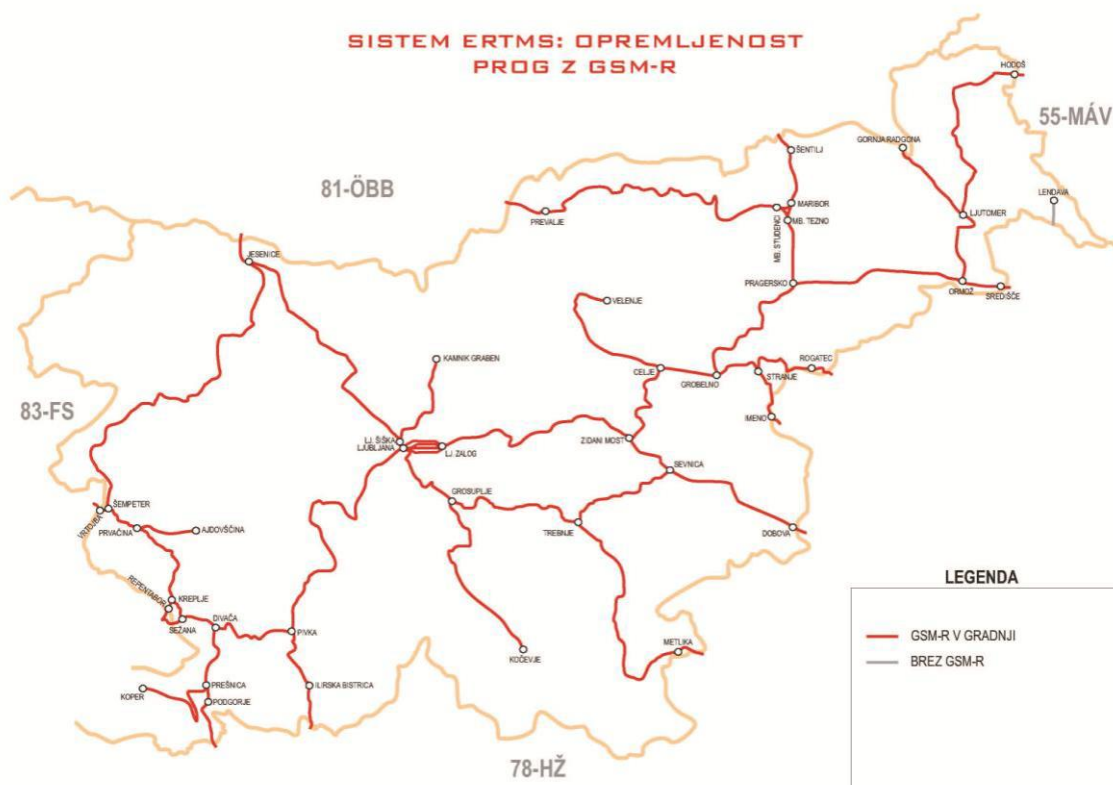 SISTEM ERTMS: OPREMLJENOST
PROG Z GSM-R
HODOŠ
55-MÁV
GORNJA RADGONA
ŠENTILJ
81-ÖBB
LENDAVA
PREVALJE
MARIBOR
MB. STUDENCI
MB. TEZNO
LJUTOMER
JESENICE
PRAGERSKO
ORMOŽ
SREDIŠČE
VELENJE
KAMNIK GRABEN
CELJE
GROBELNO
STRANJE
ROGATEC
83-FS
IMENO
LJ. ŠIŠKA
LJUBLJANA
LJ. ZALOG
ZIDANI MOST
SEVNICA
GROSUPLJE
ŠEMPETER
VRTOJBA
PRVAČINA
AJDOVŠČINA
TREBNJE
DOBOVA
REPENTABOR
KREPLJE
SEŽANA
DIVAČA
PIVKA
KOČEVJE
METLIKA
KOPER
PREŠNICA
PODGORJE
ILIRSKA BISTRICA
78-HŽ
LEGENDA
GSM-R V GRADNJI
BREZ GSM-R